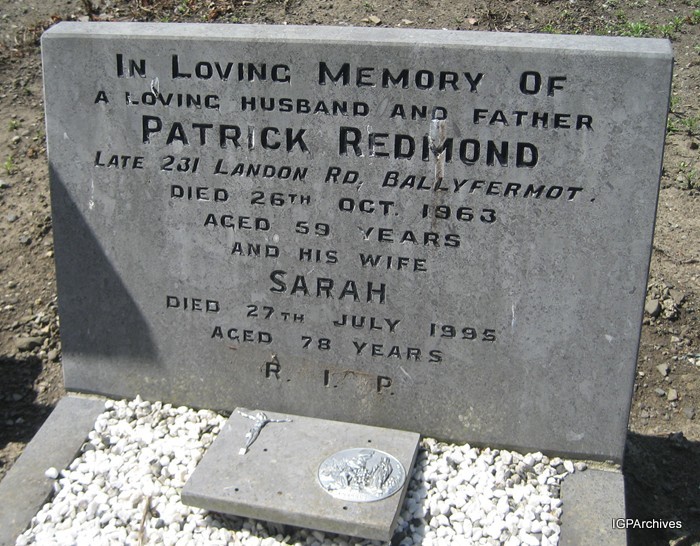 IN LOVING MEMORY OF
A LOVING HUSBAND AND FATHER
PATRICK REDMOND
LATE 231 LANDON RD, BALLYFERMOT.
DIED 26TH OCT. 1963
AGED 59 YEARS
AND HIS WIFE
SARAH
DIED 27TH JULY 1995
AGED 78 YEARS
R. I. P.
IGPArchives